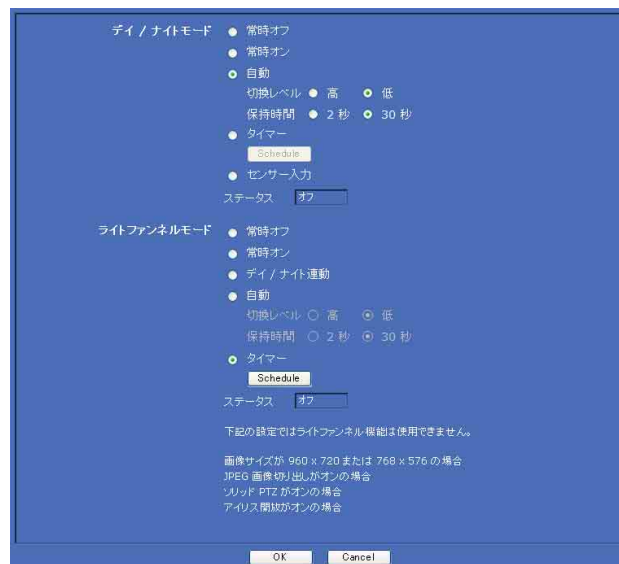 デイ / ナイトモード 常時オフ
常時オン
自動
切換レベル 高 低
保持時間 2 秒 30 秒
タイマー
Schedule
センサー入力
ステータス オフ
ライトファンネルモード 常時オフ
常時オン
デイ / ナイト連動
自動
切換レベル 高 低
保持時間 2 秒 30 秒
タイマー
Schedule
ステータス オフ
下記の設定ではライトファンネル機能は使用できません。
画像サイズが 960 x 720 または 768 x 576 の場合
JPEG 画像切り出しがオンの場合
ソリッド PTZ がオンの場合
アイリス開放がオンの場合
OK Cancel